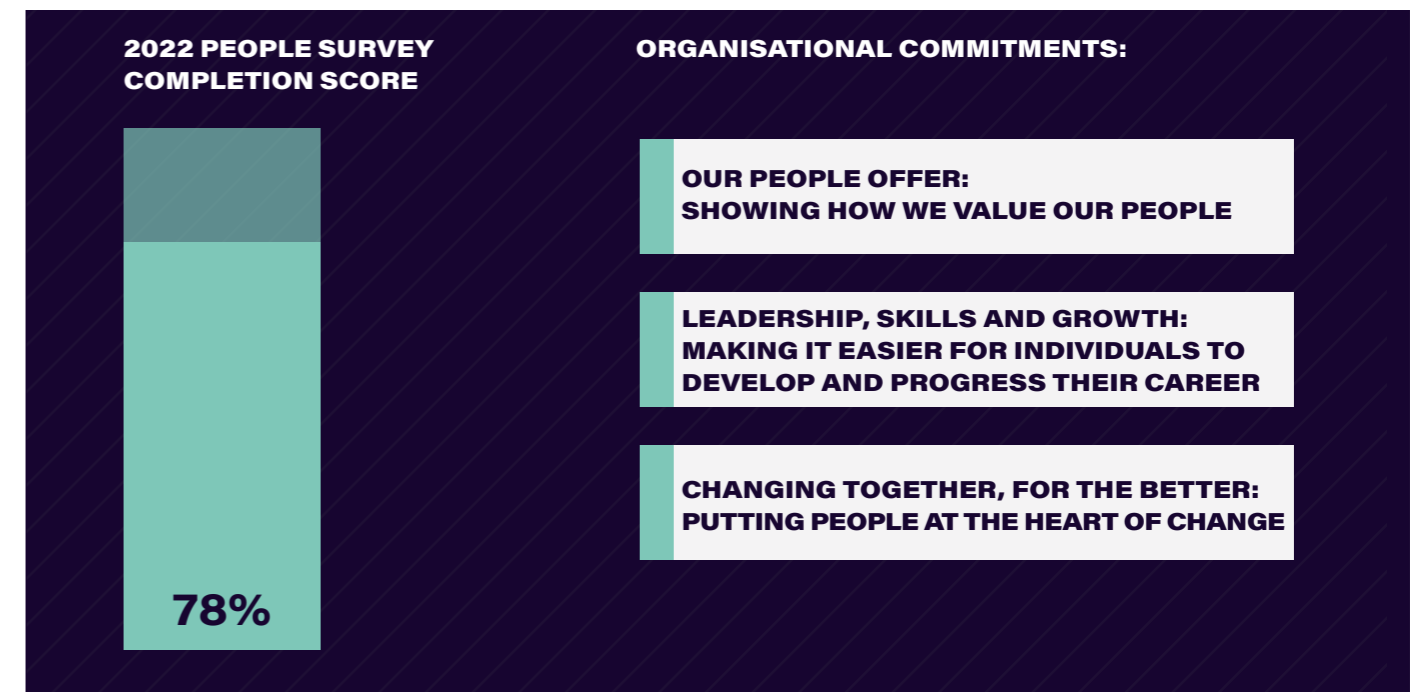 2022 PEOPLE SURVEY
COMPLETION SCORE
78%
ORGANISATIONAL COMMITMENTS:
OUR PEOPLE OFFER:
SHOWING HOW WE VALUE OUR PEOPLE
LEADERSHIP, SKILLS AND GROWTH:
MAKING IT EASIER FOR INDIVIDUALS TO
DEVELOP AND PROGRESS THEIR CAREER
CHANGING TOGETHER, FOR THE BETTER:
PUTTING PEOPLE AT THE HEART OF CHANGE